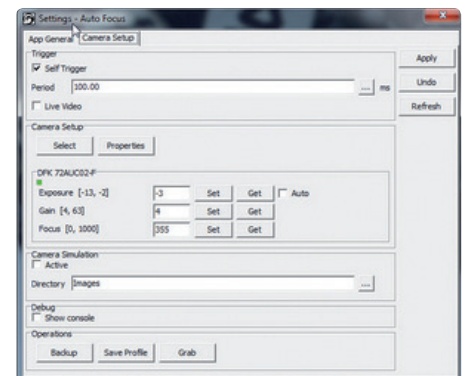 Settings - Auto Focus
App General Camera Setup
Trigger
Self Trigger
Period 100.00 ... ms
Live Video
Apply
Undo
Refresh
Camera Setup
Select Properties
DFK 72AUC02-F
Exposure [-13, -2] -3 Set Get Auto
Gain [4, 63] 4 Set Get
Focus [0, 1000] 355 Set Get
Camera Simulation
Active
Directory Images ...
Debug
Show console
Operations
Backup Save Profile Grab